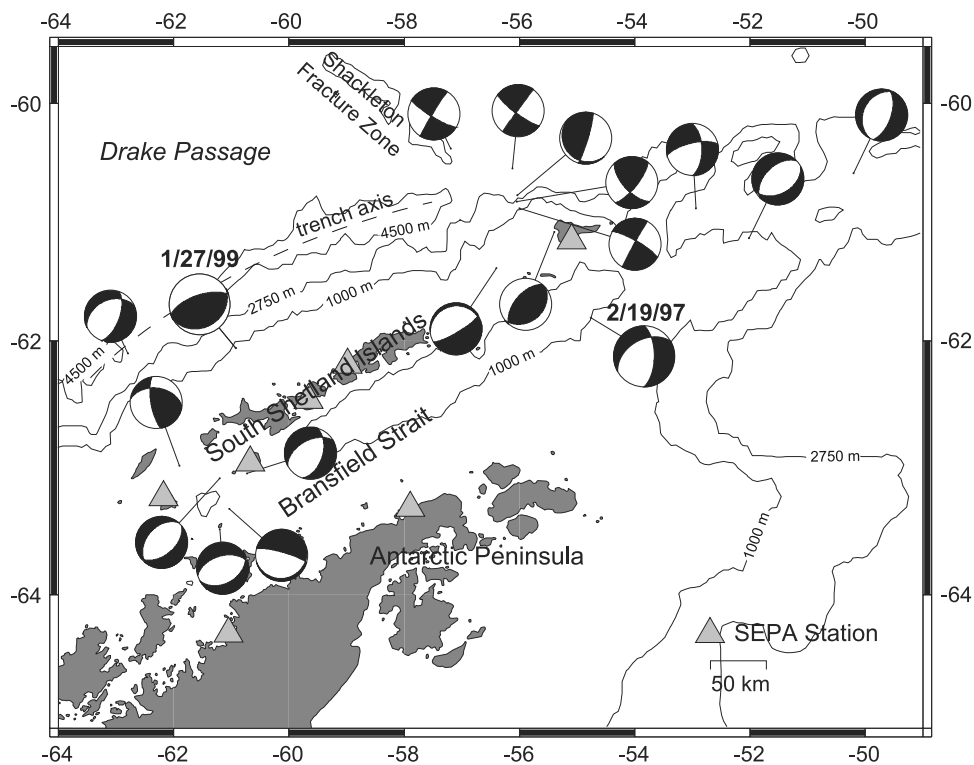 -64 -62 -60 -58 -56 -54 -52 -50
-60 -60
Shackleton
Fracture Zone
Drake Passage
trench axis
4500 m
1/27/99
2750 m
1000 m
-62 -62
4500 m
2/19/97
1000 m
South Shetland Islands
Bransfield Strait
2750 m
1000 m
Antarctic Peninsula
-64 -64
SEPA Station
50 km
-64 -62 -60 -58 -56 -54 -52 -50